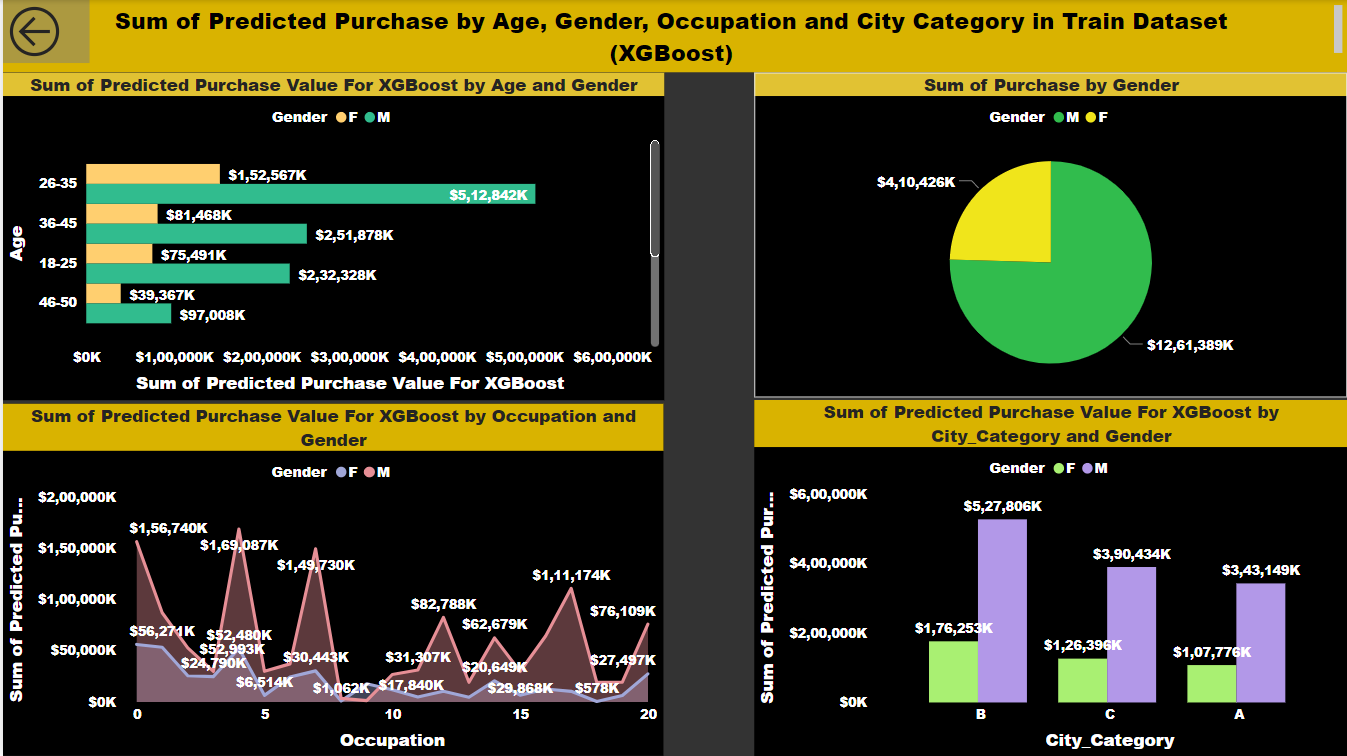 Sum of Predicted Purchase by Age, Gender, Occupation and City Category in Train Dataset
(XGBoost)
Sum of Predicted Purchase Value For XGBoost by Age and Gender
Gender F M
Age
26-35
36-45
18-25
46-50
$1,52,567K
$5,12,842K
$81,468K
$2,51,878K
$75,491K
$2,32,328K
$39,367K
$97,008K
$0K $1,00,000K $2,00,000K $3,00,000K $4,00,000K $5,00,000K $6,00,000K
Sum of Predicted Purchase Value For XGBoost
Sum of Purchase by Gender
Gender M F
$4,10,426K
$12,61,389K
Sum of Predicted Purchase Value For XGBoost by Occupation and
Gender
Gender F M
Sum of Predicted Pu...
$2,00,000K
$1,50,000K
$1,00,000K
$50,000K
$0K
$1,56,740K
$1,69,087K
$1,49,730K
$1,11,174K
$82,788K
$76,109K
$62,679K
$56,271K
$52,480K
$52,993K
$24,790K
$30,443K
$31,307K
$20,649K
$27,497K
$6,514K
$1,062K
$17,840K
$29,868K
$578K
0 5 10 15 20
Occupation
Sum of Predicted Purchase Value For XGBoost by
City_Category and Gender
Gender F M
Sum of Predicted Pur...
$6,00,000K
$4,00,000K
$2,00,000K
$0K
$5,27,806K
$3,90,434K
$3,43,149K
$1,76,253K
$1,26,396K
$1,07,776K
B C A
City_Category